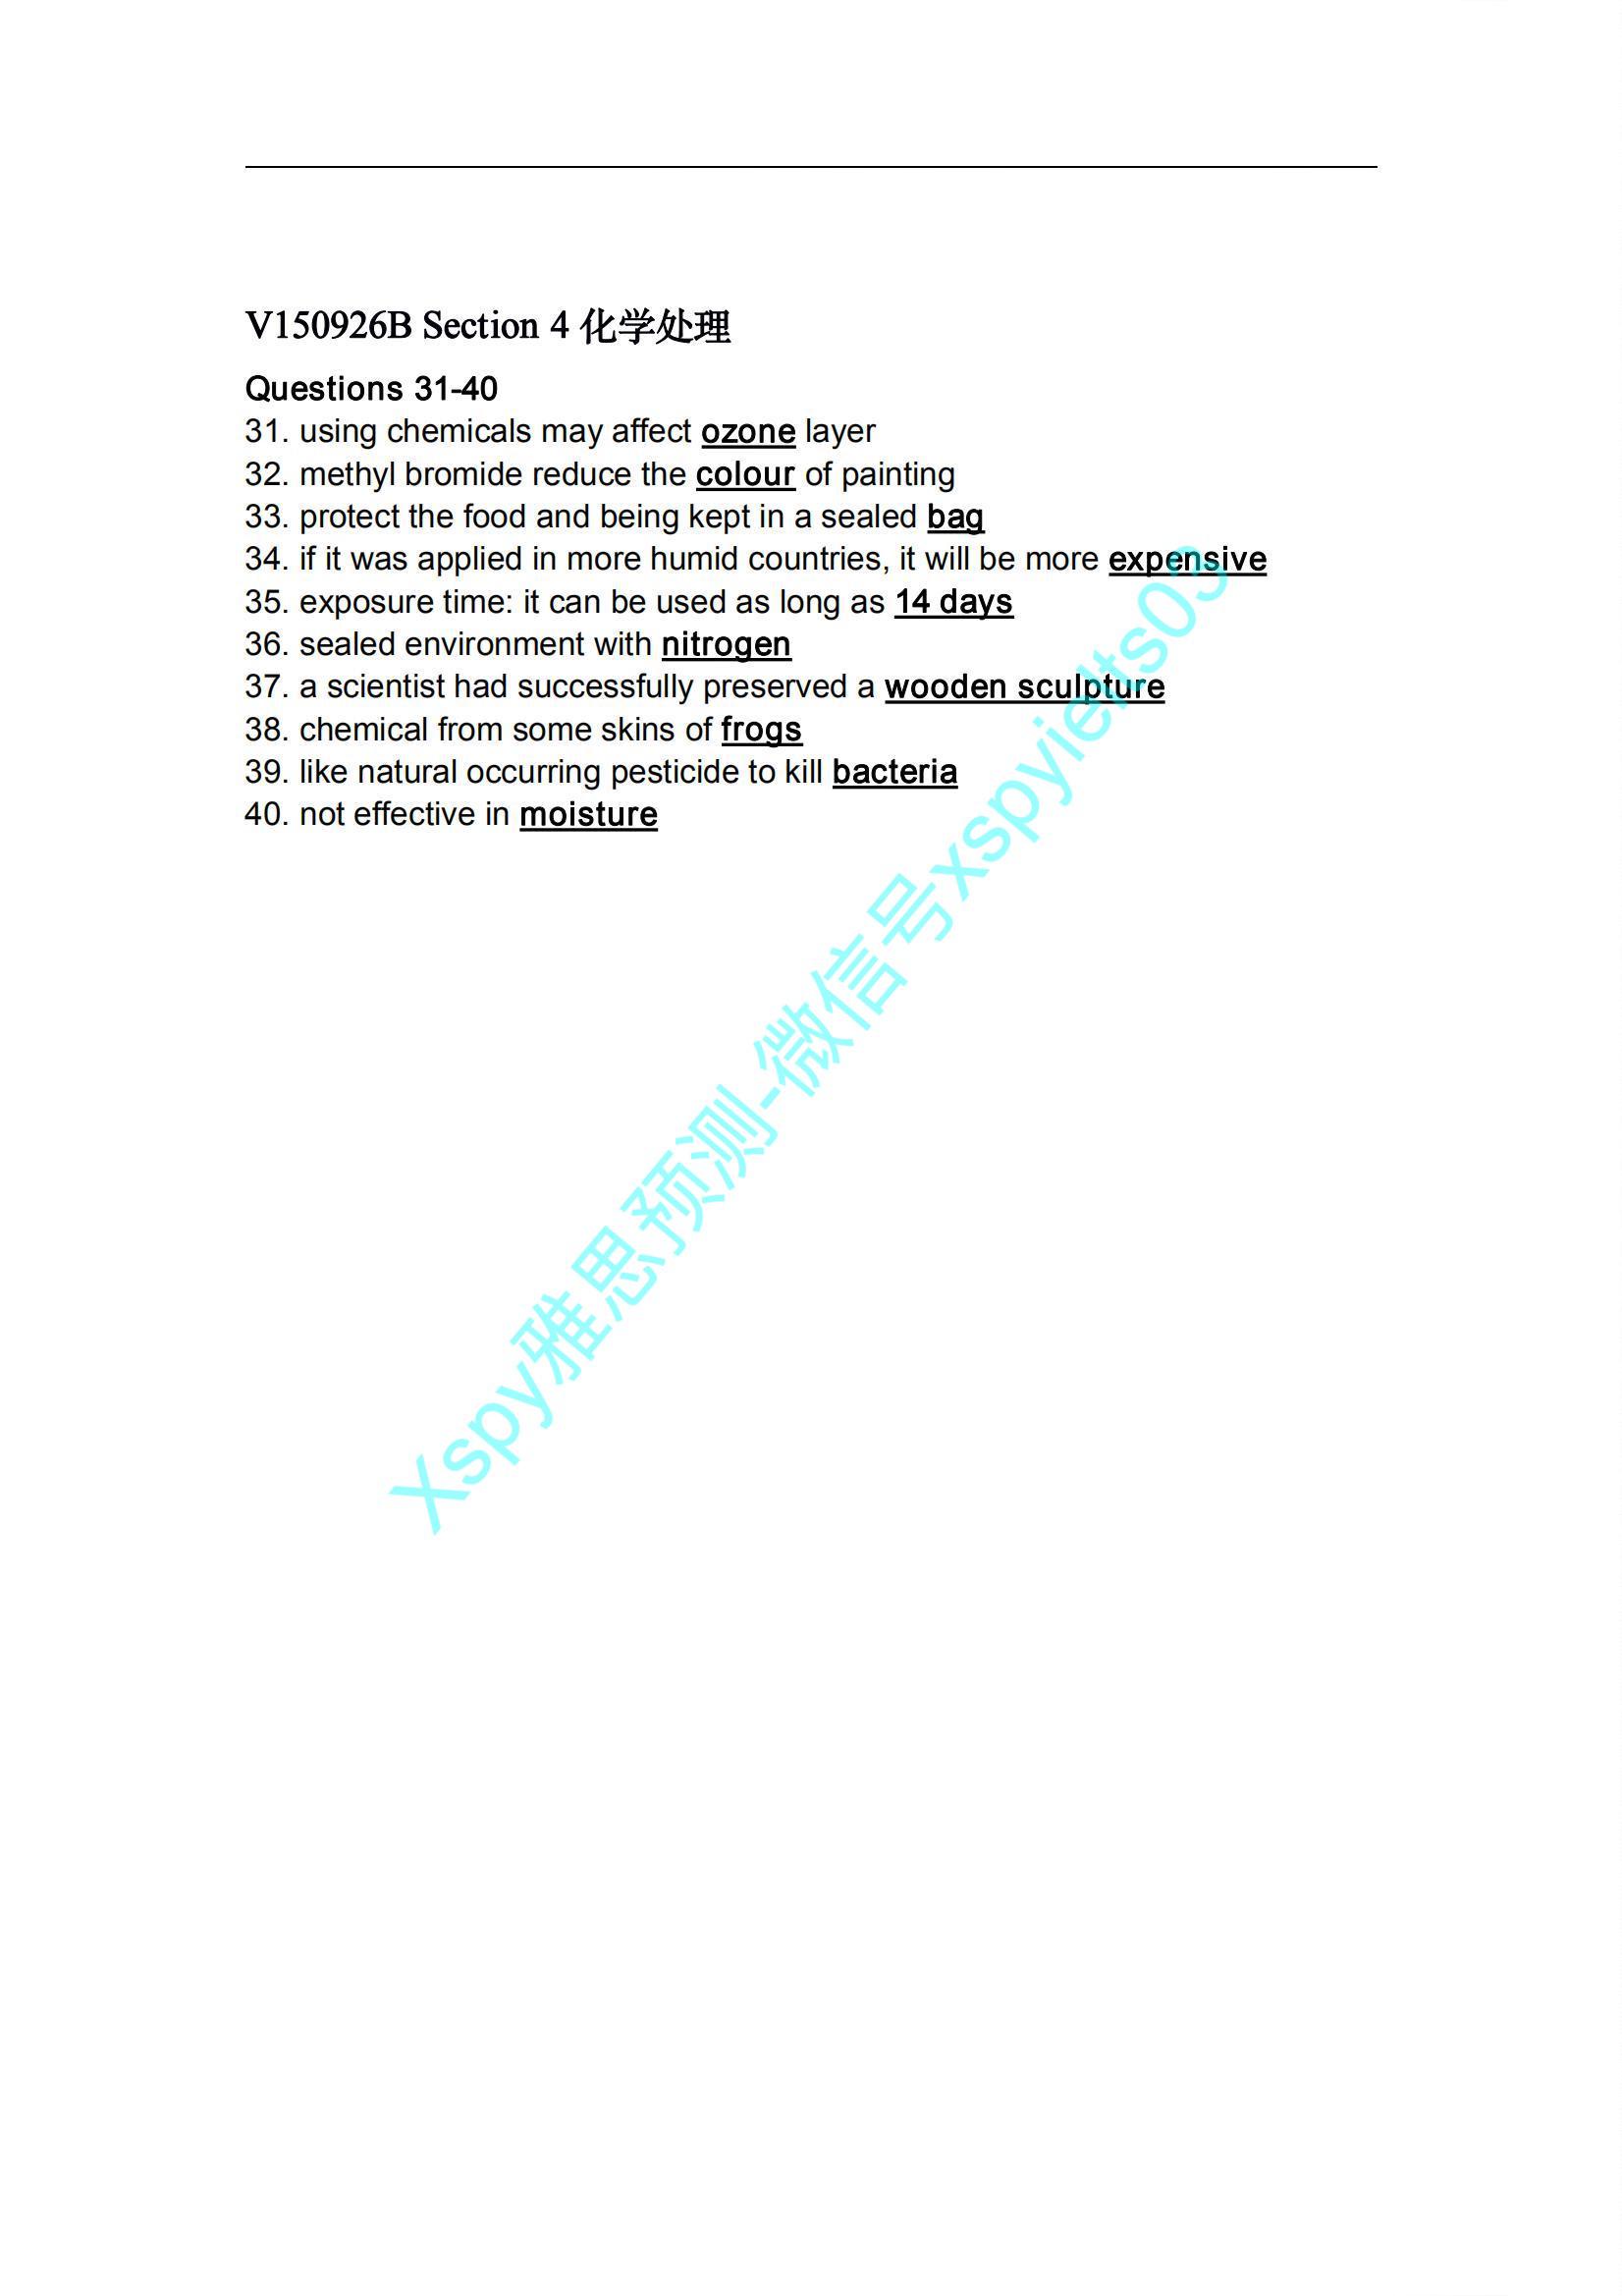 V150926B Section 4 化学处理
Questions 31-40
31. using chemicals may affect ozone layer
32. methyl bromide reduce the colour of painting
33. protect the food and being kept in a sealed bag
34. if it was applied in more humid countries, it will be more expensive
35. exposure time: it can be used as long as 14 days
36. sealed environment with nitrogen
37. a scientist had successfully preserved a wooden sculpture
38. chemical from some skins of frogs
39. like natural occurring pesticide to kill bacteria
40. not effective in moisture
Xspy雅思预测-微信号xspyielts03